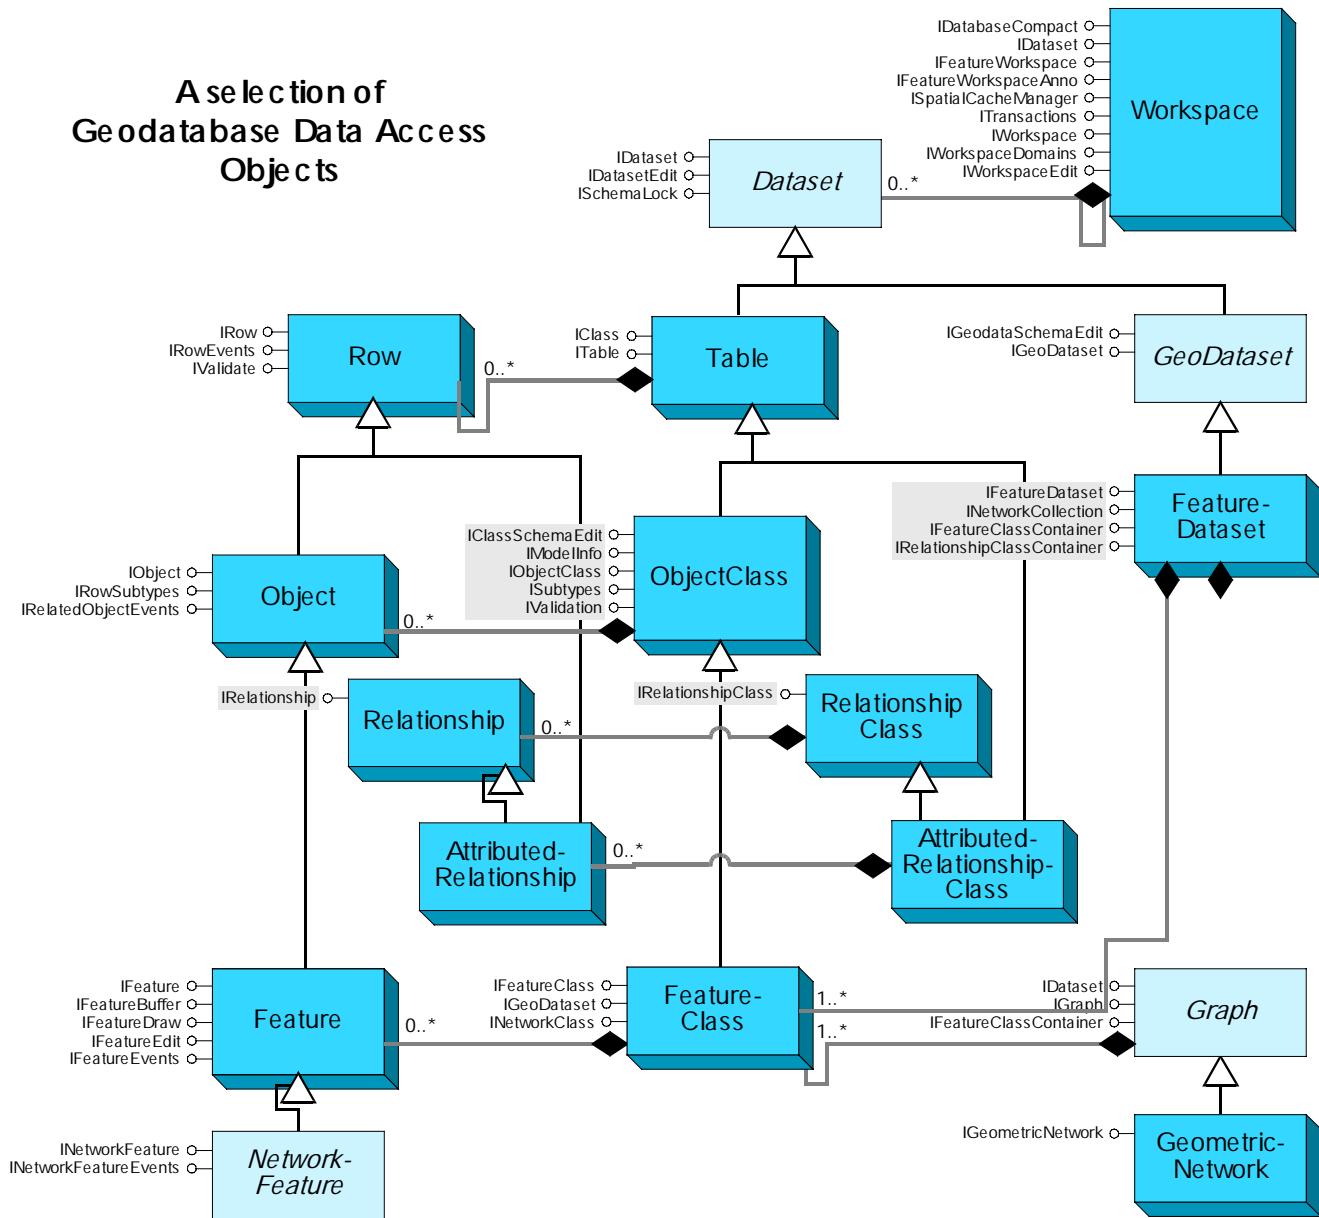 A selection of
Geodatabase Data Access
Objects
IDatabaseCompact
IDataset
IFeatureWorkspace
IFeatureWorkspaceAnno
ISpatialCacheManager
ITransactions
IWorkspace
IWorkspaceDomains
IWorkspaceEdit
Workspace
IDataset
IDatasetEdit
ISchemaLock
Dataset
0..*
IRow
IRowEvents
IValidate
Row
0..*
IClass
ITable
Table
IGeodataSchemaEdit
IGeoDataset
GeoDataset
IFeatureDataset
INetworkCollection
IFeatureClassContainer
IRelationshipClassContainer
Feature-
Dataset
IClassSchemaEdit
IModelInfo
IObjectClass
ISubtypes
IValidation
ObjectClass
IObject
IRowSubtypes
IRelatedObjectEvents
Object
0..*
IRelationship
Relationship
0..*
IRelationshipClass
Relationship
Class
Attributed-
Relationship
0..*
Attributed-
Relationship-
Class
IFeature
IFeatureBuffer
IFeatureDraw
IFeatureEdit
IFeatureEvents
Feature
0..*
IFeatureClass
IGeoDataset
INetworkClass
Feature-
Class
1..*
1..*
IDataset
IGraph
IFeatureClassContainer
Graph
INetworkFeature
INetworkFeatureEvents
Network-
Feature
IGeometricNetwork
Geometric-
Network